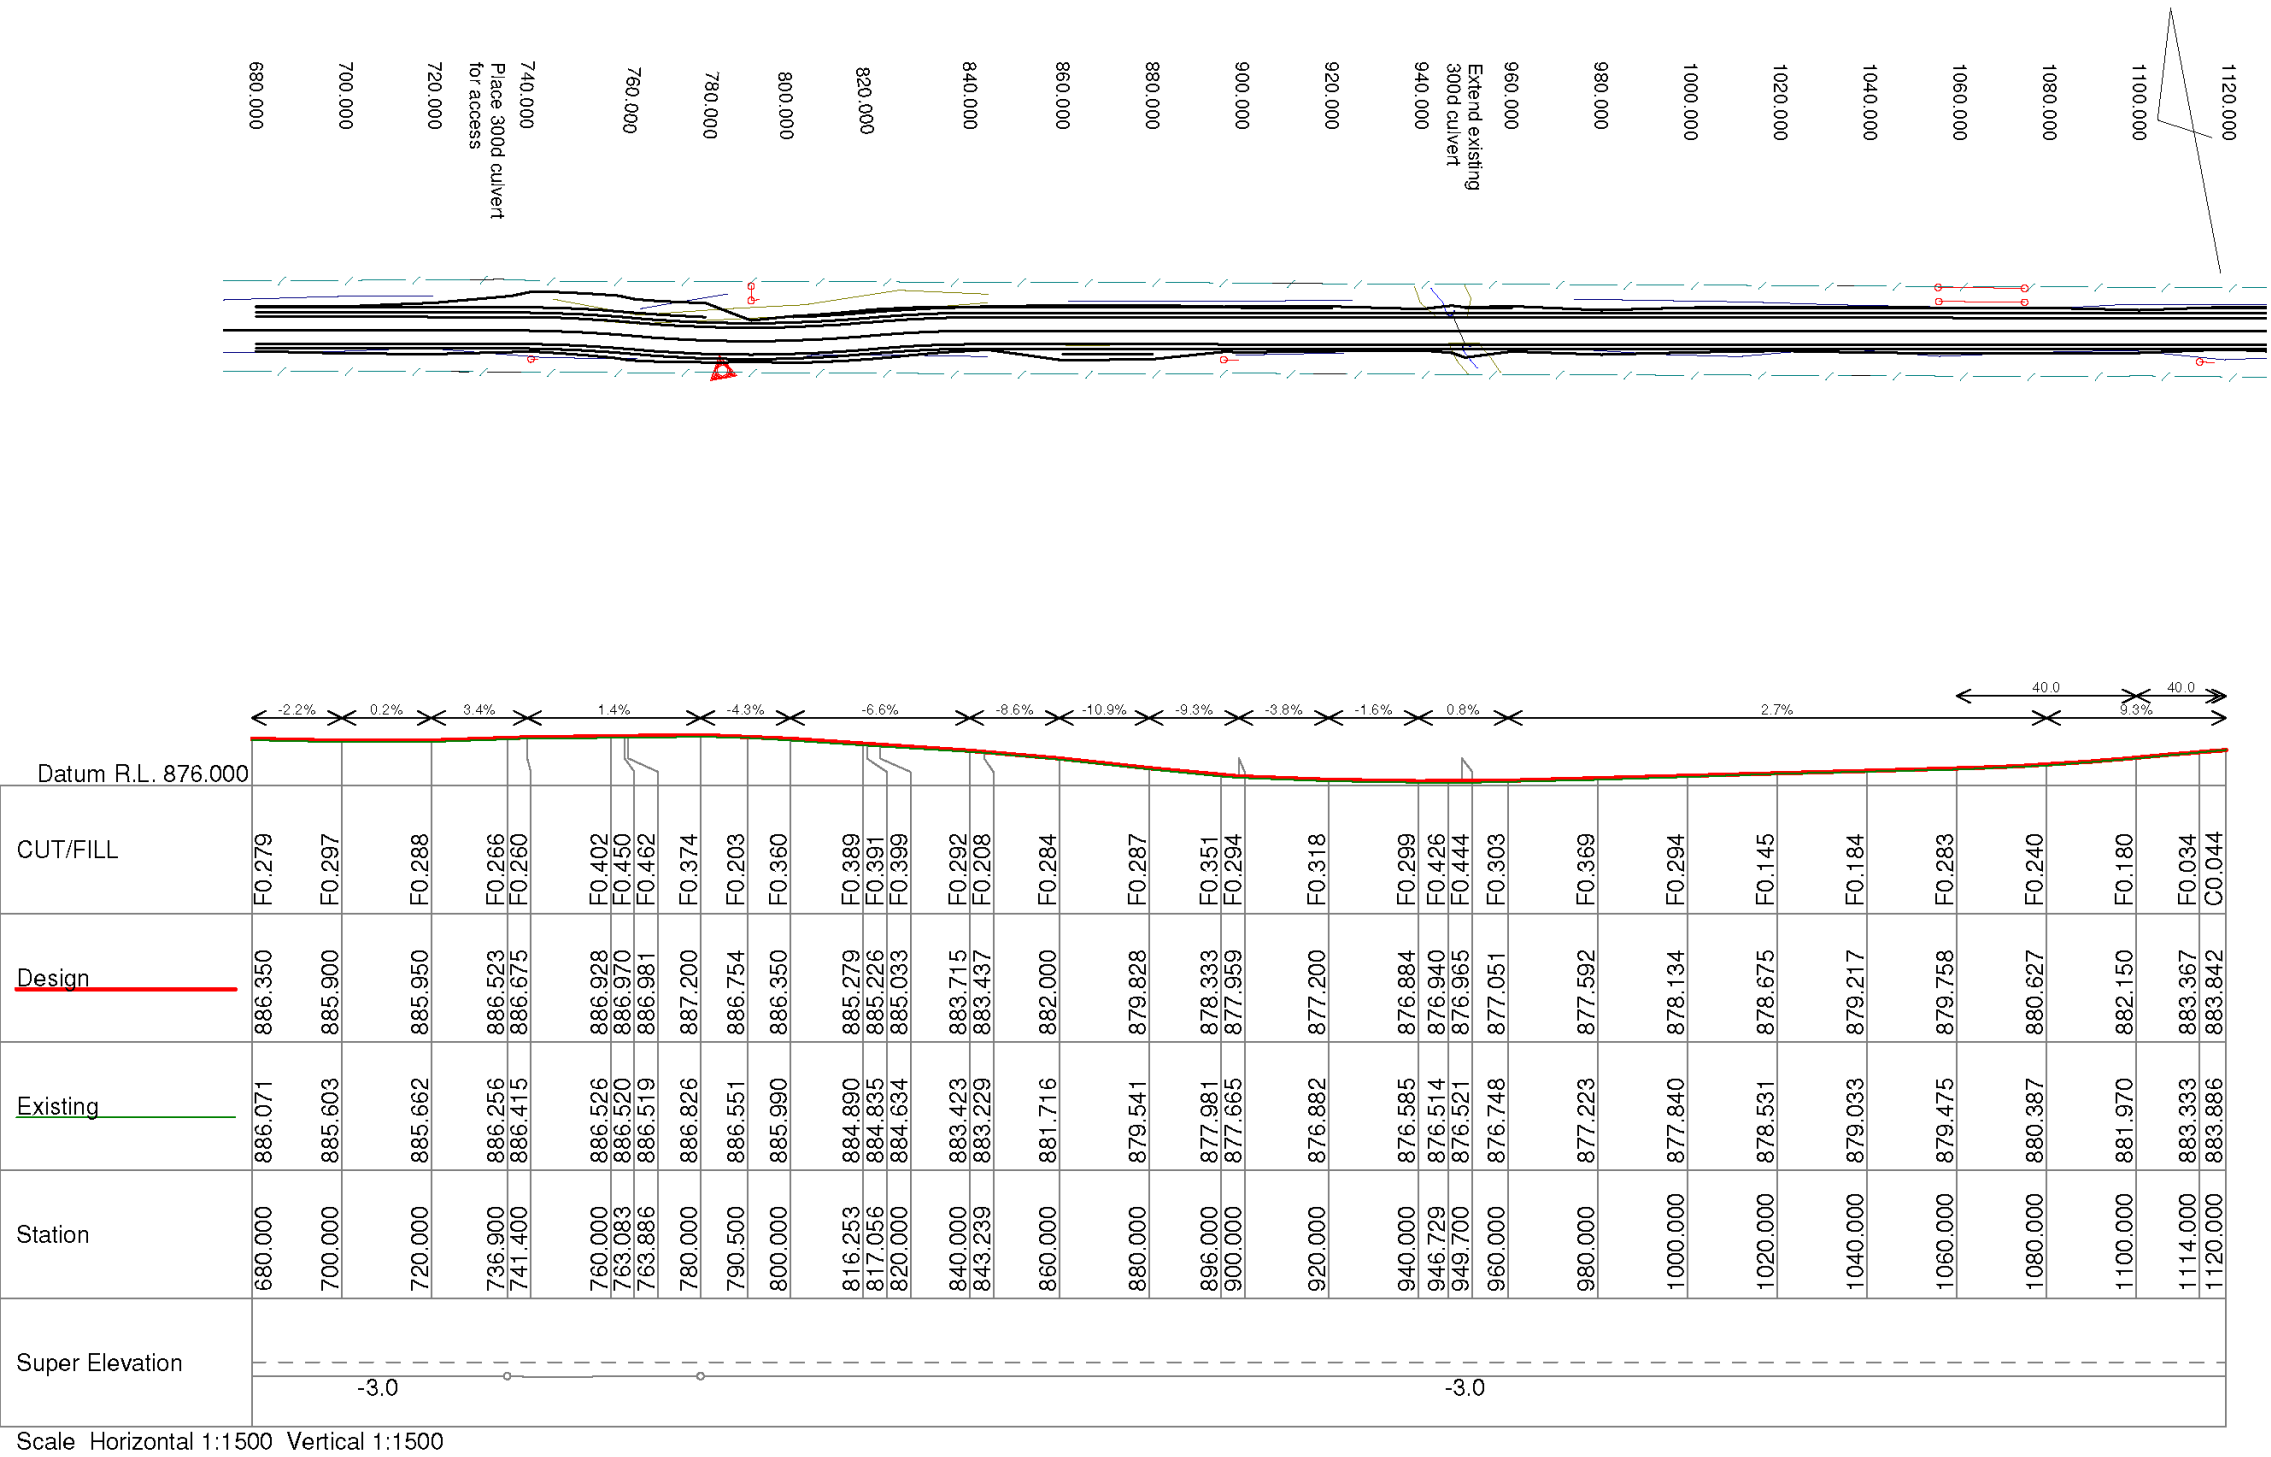 680.000
700.000
720.000
Place 300d culvert
for access
740.000
760.000
780.000
800.000
820.000
840.000
860.000
880.000
900.000
920.000
940.000
Extend existing
300d culvert
960.000
980.000
1000.000
1020.000
1040.000
1060.000
1080.000
1100.000
1120.000
40.0 40.0
-2.2% 0.2% 3.4% 1.4% -4.3% -6.6% -8.6% -10.9% -9.3% -3.8% -1.6% 0.8% 2.7% 9.3%
Datum R.L. 876.000
CUT/FILL F0.279 F0.297 F0.288 F0.266 F0.260 F0.402 F0.450 F0.462 F0.374 F0.203 F0.360 F0.389 F0.391 F0.399 F0.292 F0.208 F0.284 F0.287 F0.351 F0.294 F0.318 F0.299 F0.426 F0.444 F0.303 F0.369 F0.294 F0.145 F0.184 F0.283 F0.240 F0.180 F0.034 C0.044
Design 886.350 885.900 885.950 886.523 886.675 886.928 886.970 886.981 887.200 886.754 886.350 885.279 885.226 885.033 883.715 883.437 882.000 879.828 878.333 877.959 877.200 876.884 876.940 876.965 877.051 877.592 878.134 878.675 879.217 879.758 880.627 882.150 883.367 883.842
Existing 886.071 885.603 885.662 886.256 886.415 886.526 886.520 886.519 886.826 886.551 885.990 884.890 884.835 884.634 883.423 883.229 881.716 879.541 877.981 877.665 876.882 876.585 876.514 876.521 876.748 877.223 877.840 878.531 879.033 879.475 880.387 881.970 883.333 883.886
Station 680.000 700.000 720.000 736.900 741.400 760.000 763.083 763.886 780.000 790.500 800.000 816.253 817.056 820.000 840.000 843.239 860.000 880.000 896.000 900.000 920.000 940.000 946.729 949.700 960.000 980.000 1000.000 1020.000 1040.000 1060.000 1080.000 1100.000 1114.000 1120.000
Super Elevation
-3.0 -3.0
Scale Horizontal 1:1500 Vertical 1:1500